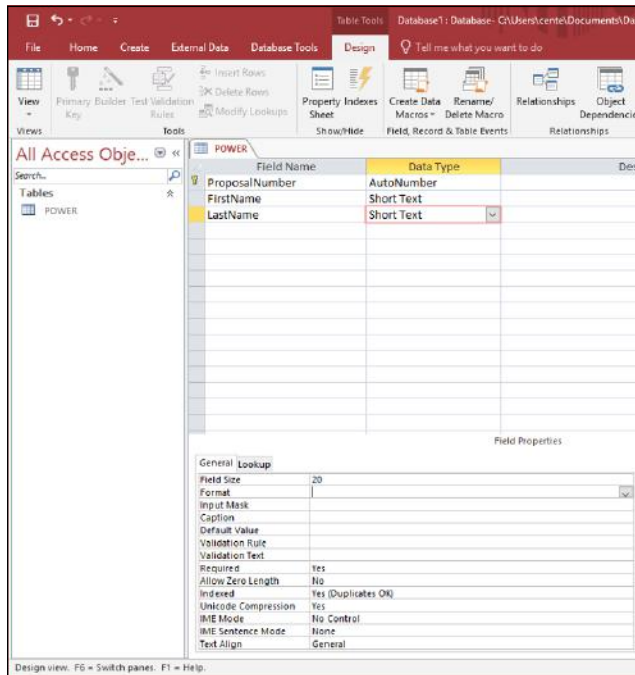 Table Tools Database1 : Database- C:\Users\cente\Documents\Da
File Home Create External Data Database Tools Design Tell me what you want to do
Insert Rows
Delete Rows
Modify Lookups
View Primary Key Builder Test Validation Rules Property Sheet Indexes Create Data Macros Rename/ Delete Macro Relationships Object Dependencie
Views Tools Show/Hide Field, Record & Table Events Relationships
All Access Obje...
Search..
Tables
POWER
POWER
Field Name Data Type Des
ProposalNumber AutoNumber
FirstName Short Text
LastName Short Text
Field Properties
General Lookup
Field Size 20
Format
Input Mask
Caption
Default Value
Validation Rule
Validation Text
Required Yes
Allow Zero Length No
Indexed Yes (Duplicates OK)
Unicode Compression Yes
IME Mode No Control
IME Sentence Mode None
Text Align General
Design view. F6 = Switch panes. F1 = Help.